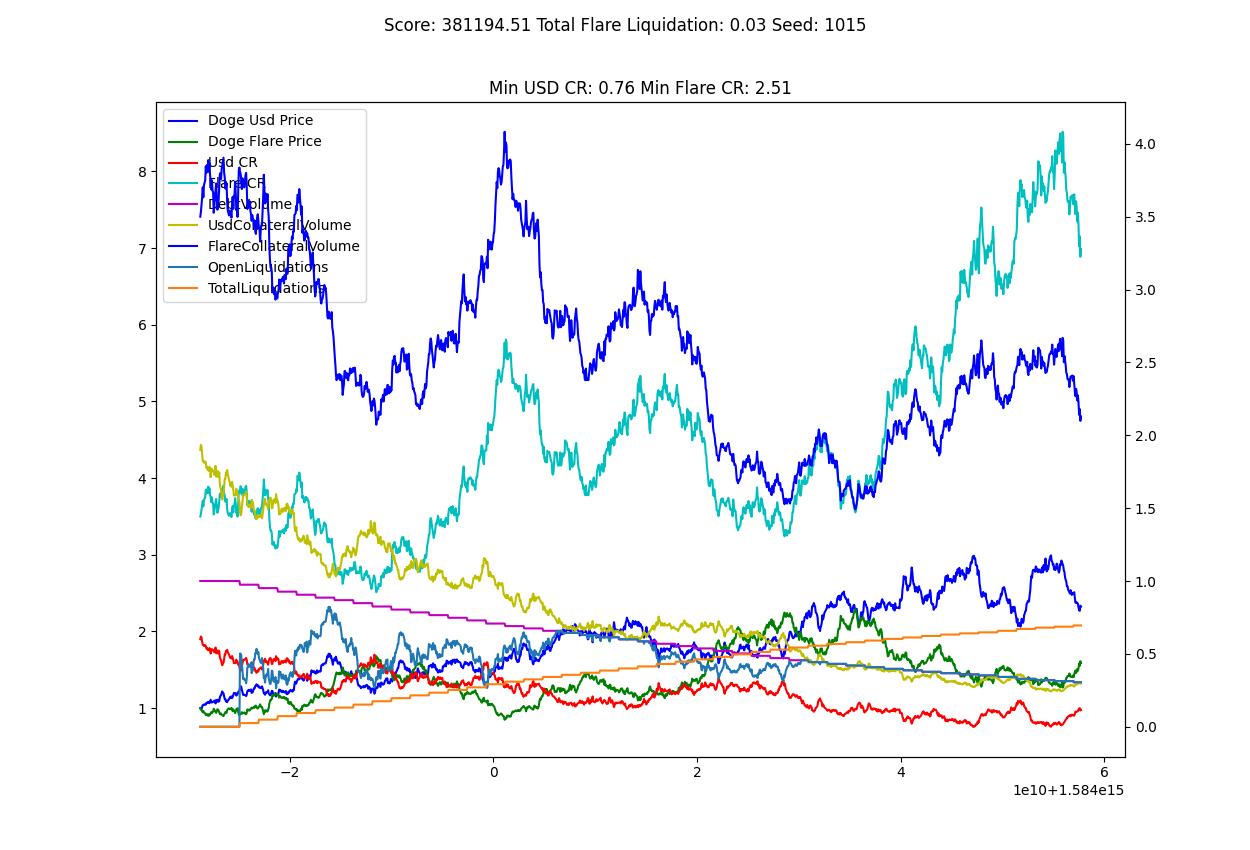 Score: 381194.51 Total Flare Liquidation: 0.03 Seed: 1015
Min USD CR: 0.76 Min Flare CR: 2.51
Doge Usd Price
Doge Flare Price
Usd CR
Flare CR
DebtVolume
UsdCollateralVolume
FlareCollateralVolume
OpenLiquidations
TotalLiquidations
8
7
6
5
4
3
2
1
4.0
3.5
3.0
2.5
2.0
1.5
1.0
0.5
0.0
−2
0
2
4
6
1e10+1.584e15